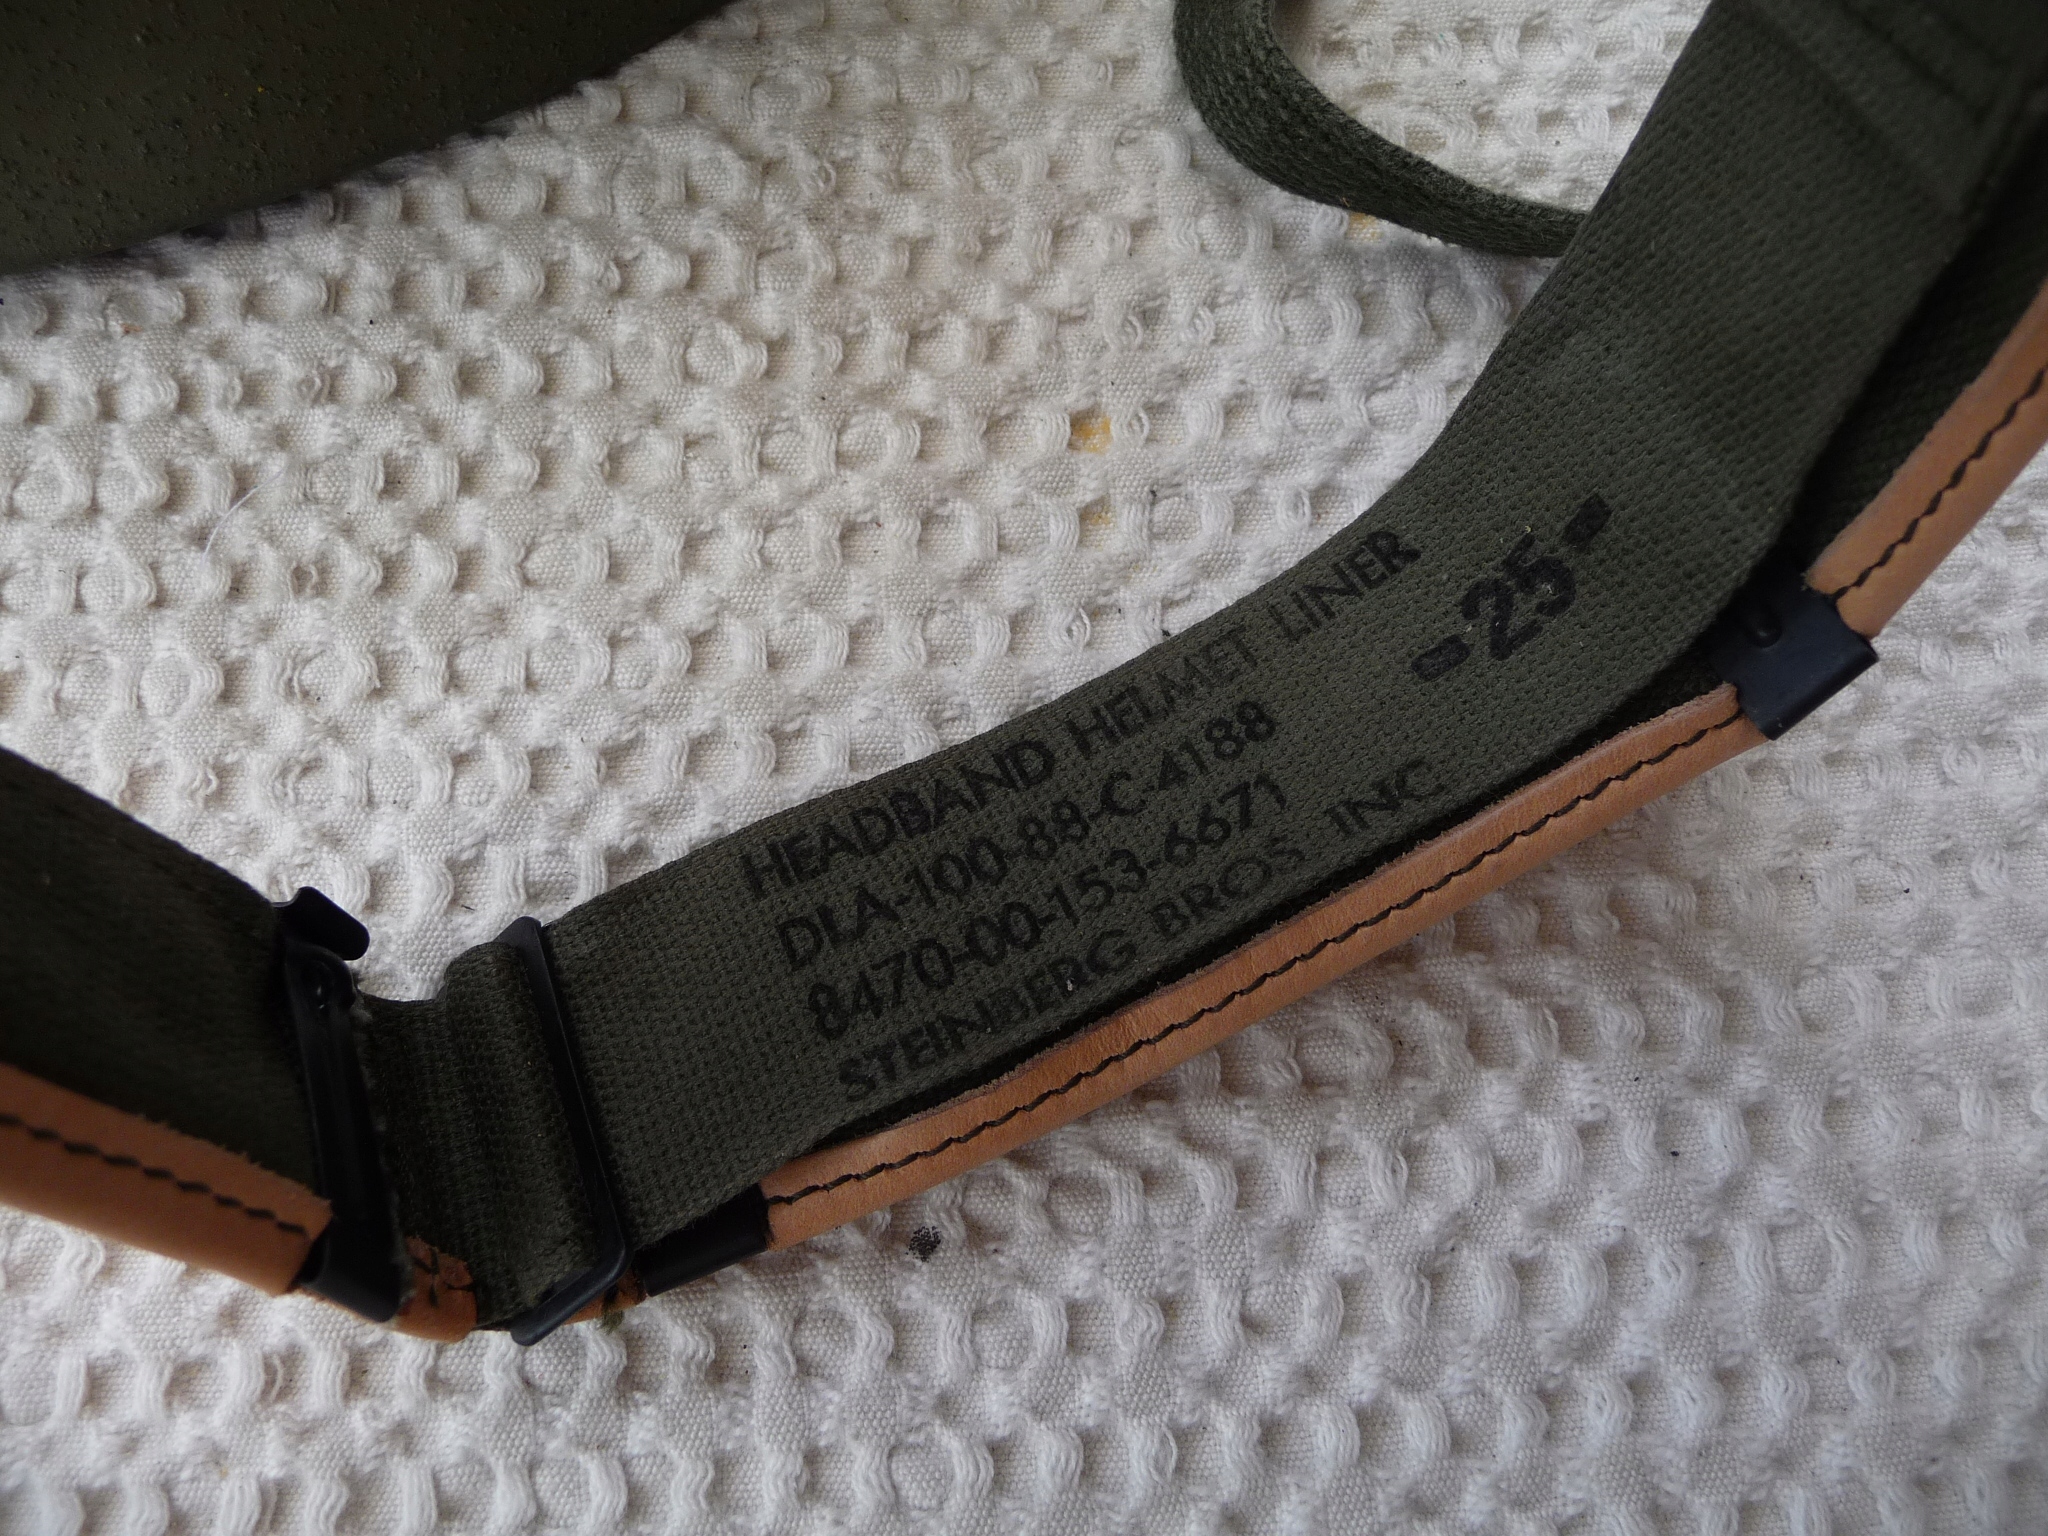 HEADBAND HELMET LINER
DLA-100-88-C-4188
8470-00-153-6671
STEINBERG BROS INC
-25-